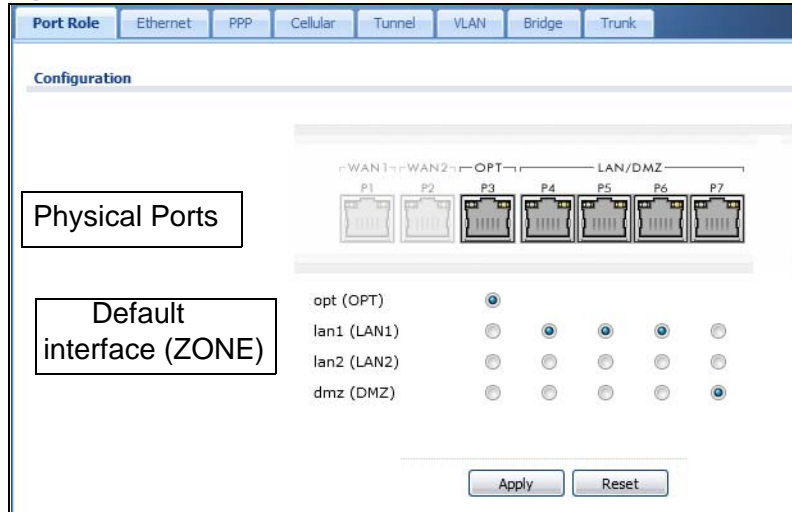 Port Role Ethernet PPP Cellular Tunnel VLAN Bridge Trunk
Configuration
WAN1 WAN2 OPT LAN/DMZ
P1 P2 P3 P4 P5 P6 P7
Physical Ports
Default
interface (ZONE)
opt (OPT)
lan1 (LAN1)
lan2 (LAN2)
dmz (DMZ)
Apply Reset